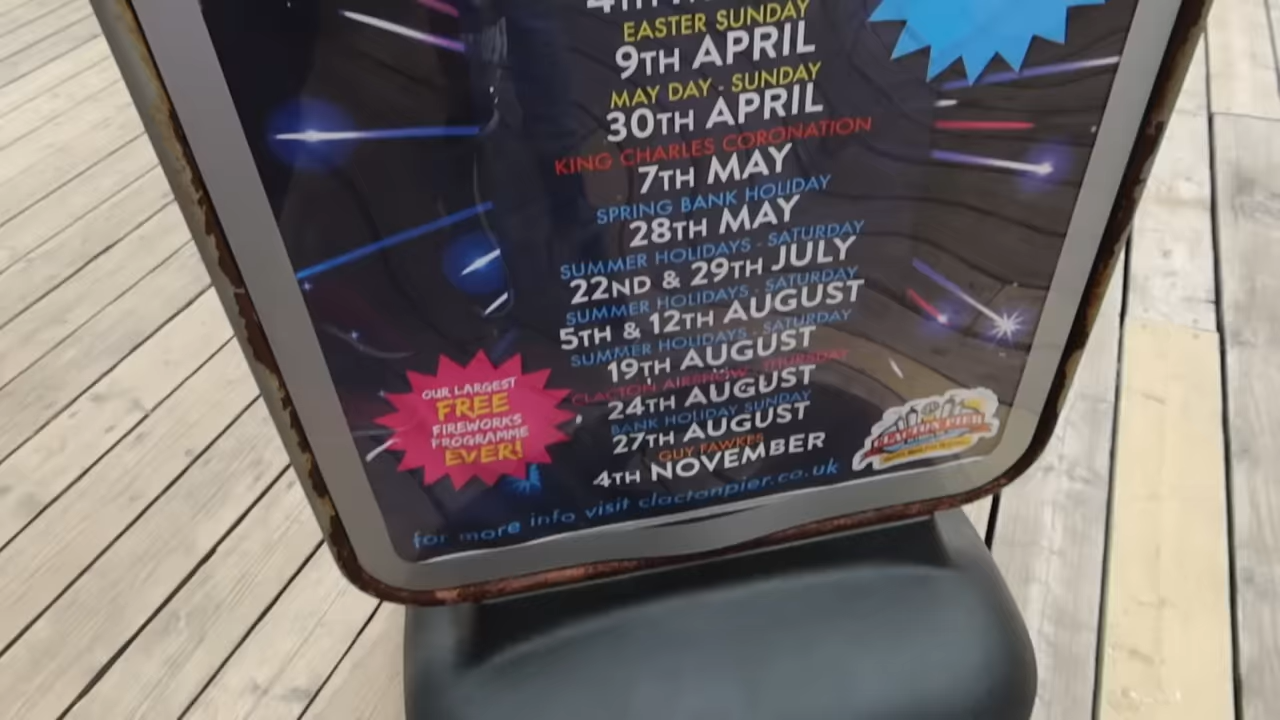 4TH
EASTER SUNDAY
9TH APRIL
MAY DAY - SUNDAY
30TH APRIL
KING CHARLES CORONATION
7TH MAY
SPRING BANK HOLIDAY
28TH MAY
SUMMER HOLIDAYS - SATURDAY
22ND & 29TH JULY
SUMMER HOLIDAYS - SATURDAY
5TH & 12TH AUGUST
SUMMER HOLIDAYS - SATURDAY
19TH AUGUST
CLACTON AIRSHOW - THURSDAY
24TH AUGUST
BANK HOLIDAY SUNDAY
27TH AUGUST
GUY FAWKES
4TH NOVEMBER
for more info visit clactonpier.co.uk
OUR LARGEST
FREE
FIREWORKS
PROGRAMME
EVER!
CLACTON PIER